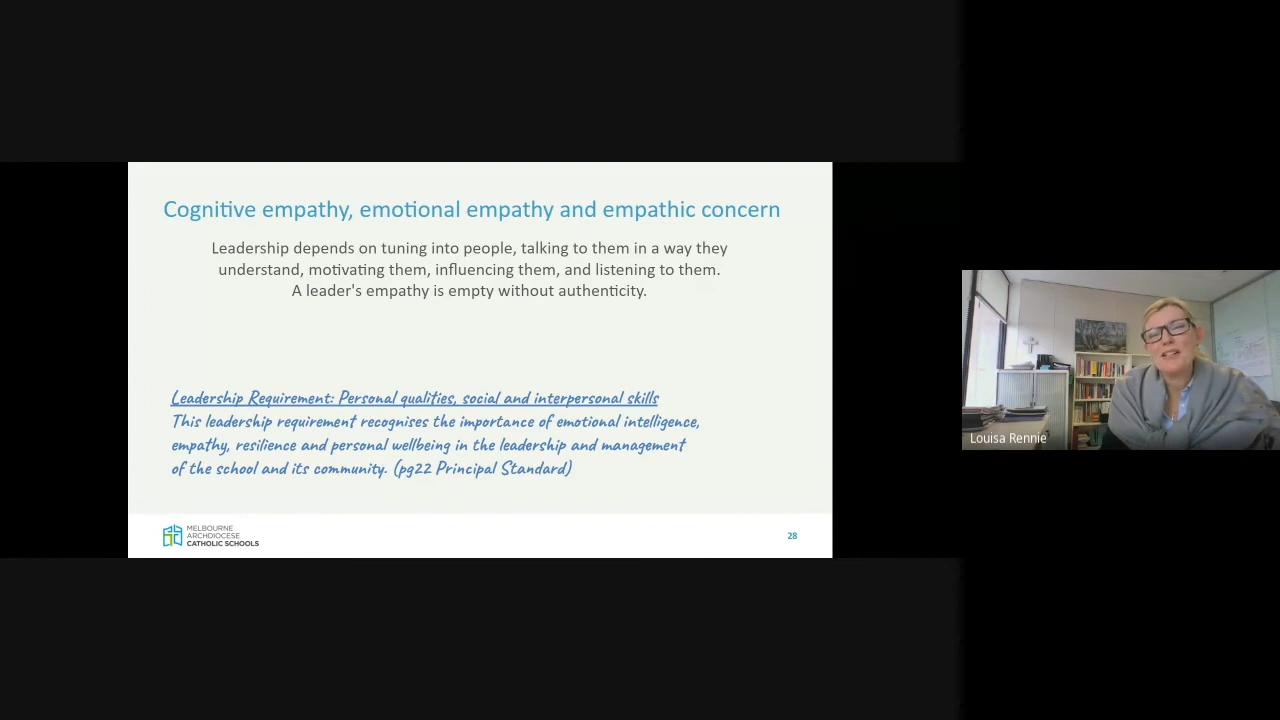 Cognitive empathy, emotional empathy and empathic concern
Leadership depends on tuning into people, talking to them in a way they
understand, motivating them, influencing them, and listening to them.
A leader's empathy is empty without authenticity.
Leadership Requirement: Personal qualities, social and interpersonal skills
This leadership requirement recognises the importance of emotional intelligence,
empathy, resilience and personal wellbeing in the leadership and management
of the school and its community. (pg22 Principal Standard)
MELBOURNE
ARCHDIOCESE
CATHOLIC SCHOOLS
28
Louisa Rennie